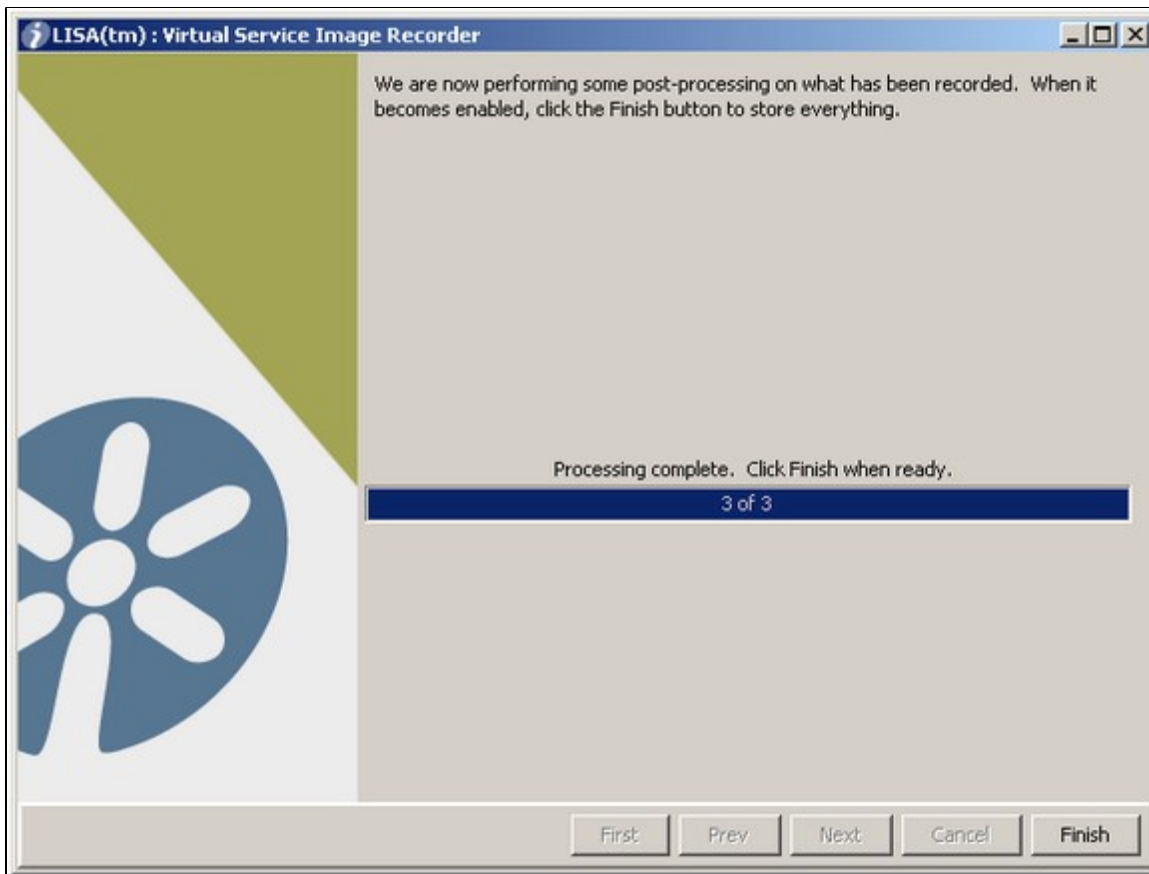 LISA(tm) : Virtual Service Image Recorder
We are now performing some post-processing on what has been recorded. When it
becomes enabled, click the Finish button to store everything.
Processing complete. Click Finish when ready.
3 of 3
First Prev Next Cancel Finish